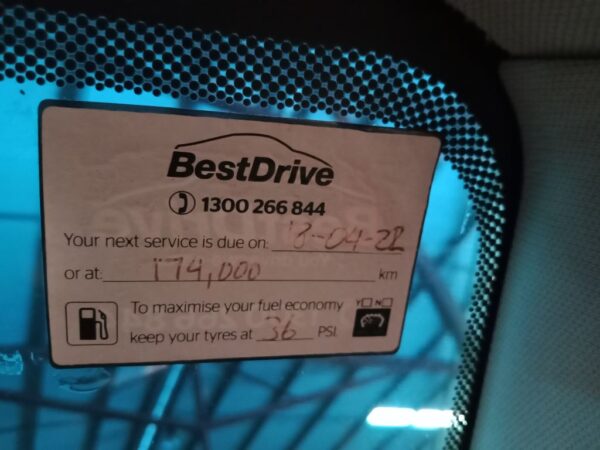 BestDrive
1300 266 844
Your next service is due on: 18-04-22
or at: 174,000 km
To maximise your fuel economy Y N
keep your tyres at 36 PSI.